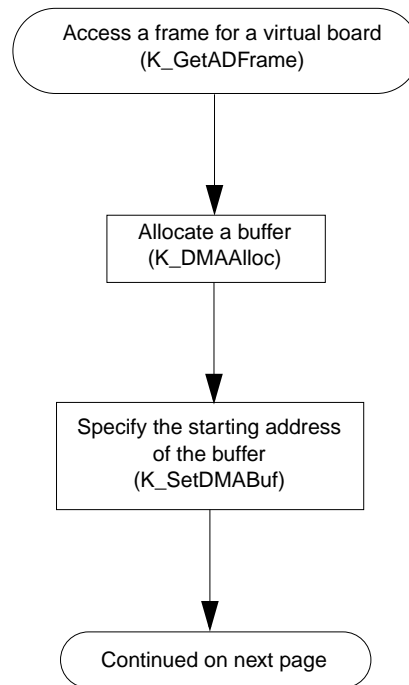 Access a frame for a virtual board
(K_GetADFrame)
Allocate a buffer
(K_DMAAlloc)
Specify the starting address
of the buffer
(K_SetDMABuf)
Continued on next page